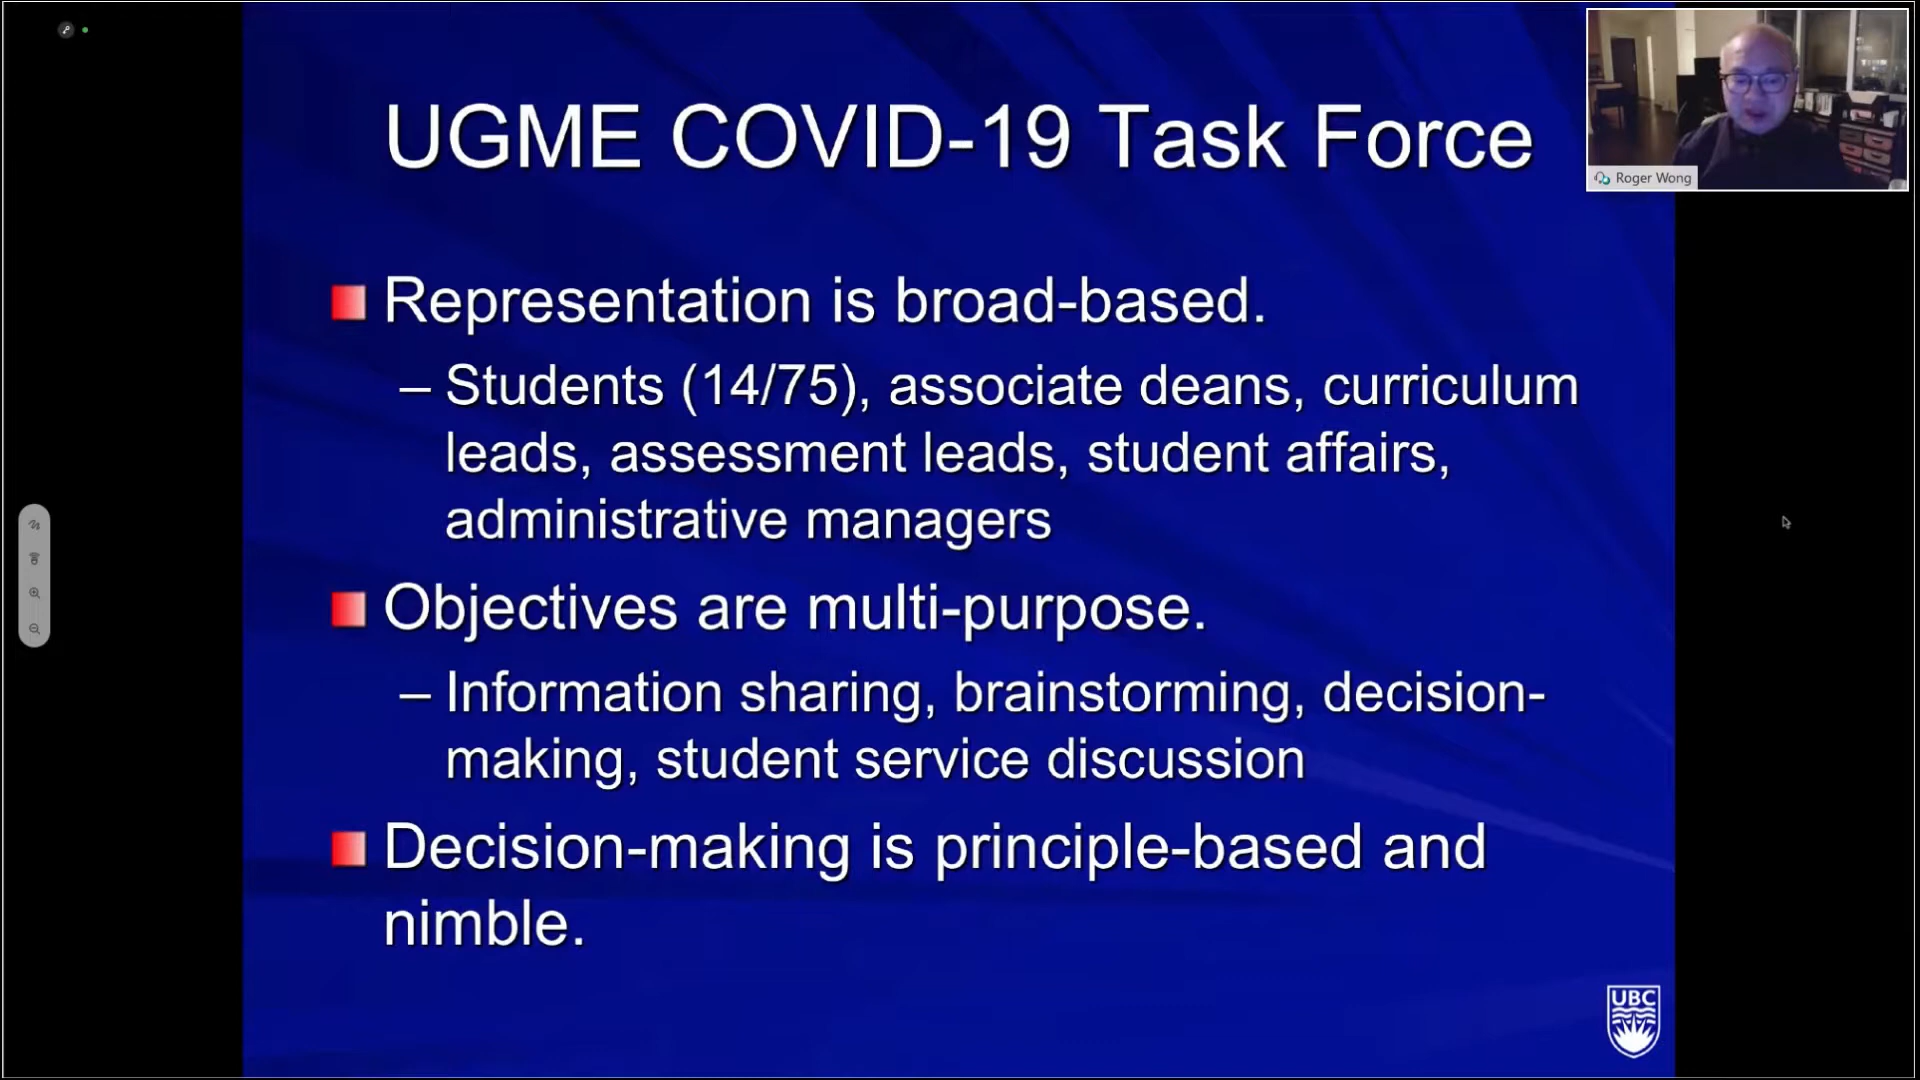 UGME COVID-19 Task Force
Roger Wong
Representation is broad-based.
– Students (14/75), associate deans, curriculum
leads, assessment leads, student affairs,
administrative managers
Objectives are multi-purpose.
– Information sharing, brainstorming, decision-
making, student service discussion
Decision-making is principle-based and
nimble.
UBC